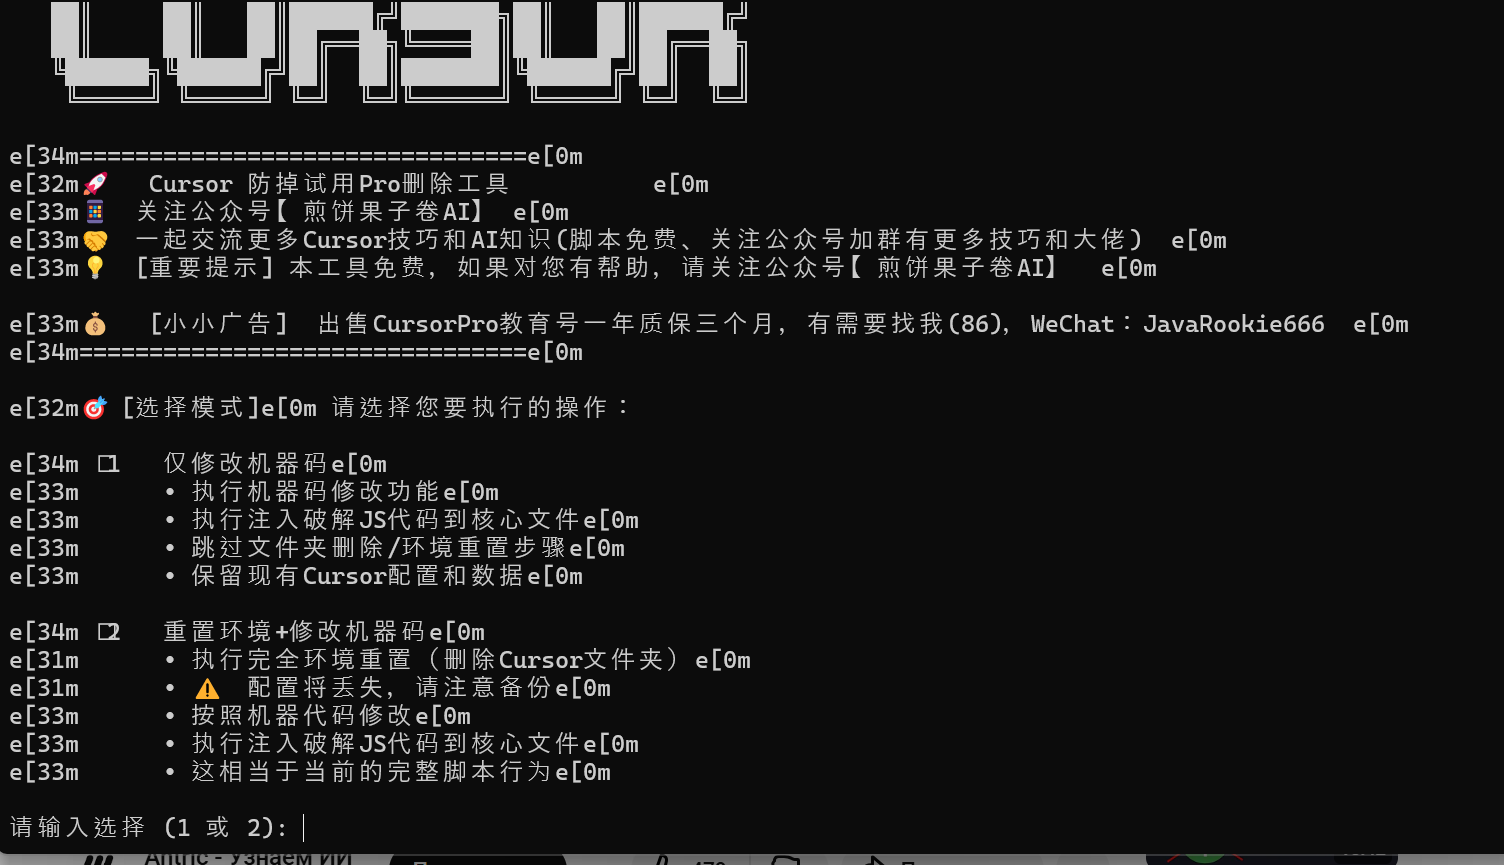 CURSOR
e[34m================================e[0m
e[32m🚀   Cursor 防掉试用Pro删除工具          e[0m
e[33m📱  关注公众号【煎饼果子卷AI】 e[0m
e[33m🤝  一起交流更多Cursor技巧和AI知识(脚本免费、关注公众号加群有更多技巧和大佬)  e[0m
e[33m💡  [重要提示] 本工具免费，如果对您有帮助，请关注公众号【煎饼果子卷AI】  e[0m
e[33m💰   [小小广告]  出售CursorPro教育号一年质保三个月，有需要找我(86)，WeChat：JavaRookie666  e[0m
e[34m================================e[0m
e[32m🎯 [选择模式]e[0m 请选择您要执行的操作：
e[34m  1   仅修改机器码e[0m
e[33m      • 执行机器码修改功能e[0m
e[33m      • 执行注入破解JS代码到核心文件e[0m
e[33m      • 跳过文件夹删除/环境重置步骤e[0m
e[33m      • 保留现有Cursor配置和数据e[0m
e[34m  2   重置环境+修改机器码e[0m
e[31m      • 执行完全环境重置（删除Cursor文件夹）e[0m
e[31m      • ⚠️  配置将丢失，请注意备份e[0m
e[33m      • 按照机器代码修改e[0m
e[33m      • 执行注入破解JS代码到核心文件e[0m
e[33m      • 这相当于当前的完整脚本行为e[0m
请输入选择 (1 或 2):